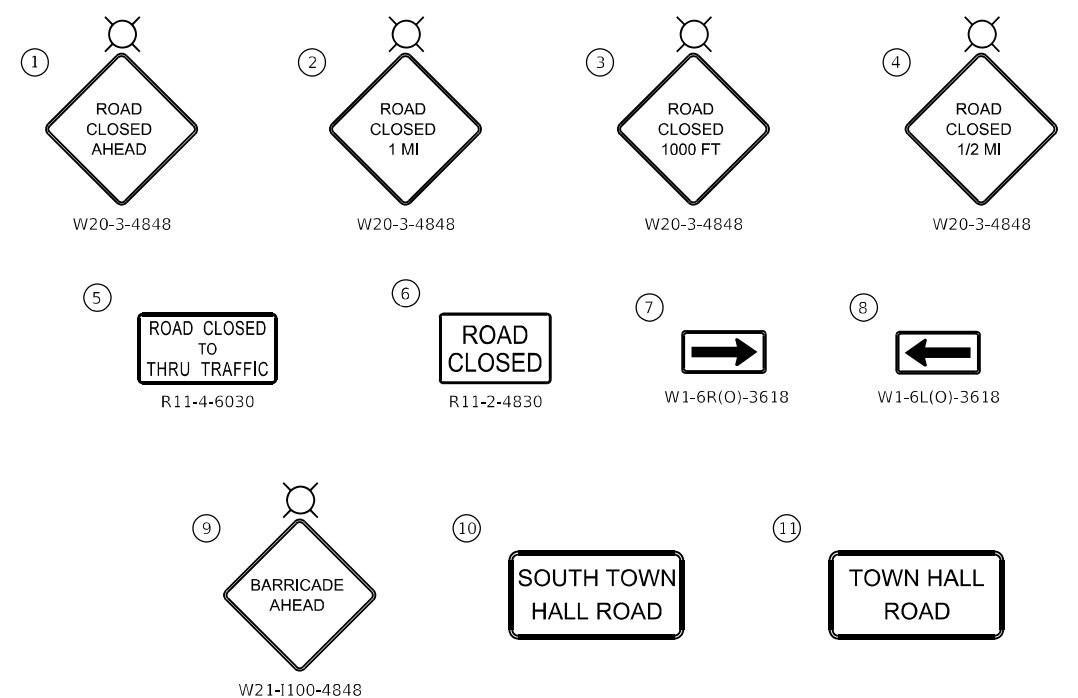 1
ROAD
CLOSED
AHEAD
W20-3-4848
2
ROAD
CLOSED
1 MI
W20-3-4848
3
ROAD
CLOSED
1000 FT
W20-3-4848
4
ROAD
CLOSED
1/2 MI
W20-3-4848
5
ROAD CLOSED
TO
THRU TRAFFIC
R11-4-6030
6
ROAD
CLOSED
R11-2-4830
7
W1-6R(O)-3618
8
W1-6L(O)-3618
9
BARRICADE
AHEAD
W21-I100-4848
10
SOUTH TOWN
HALL ROAD
11
TOWN HALL
ROAD